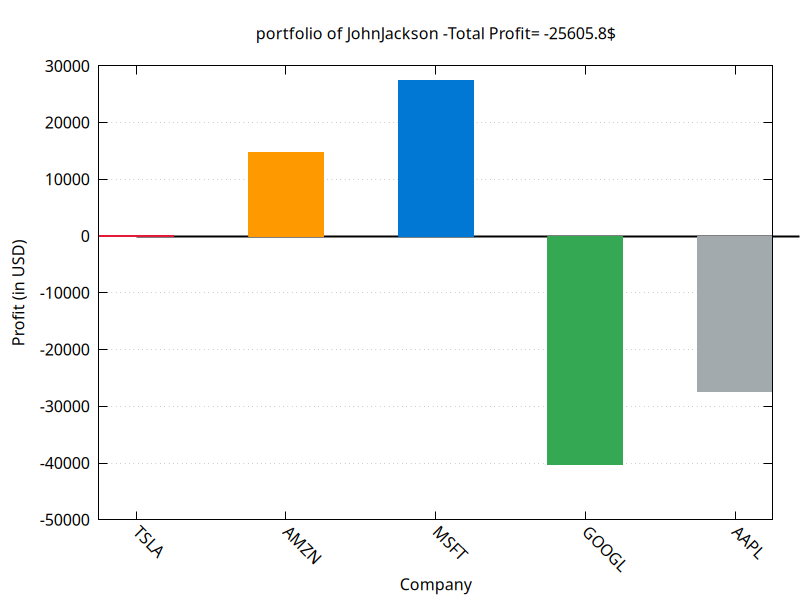 portfolio of JohnJackson -Total Profit= -25605.8$
30000
20000
10000
0
-10000
-20000
-30000
-40000
-50000
Profit (in USD)
TSLA
AMZN
MSFT
GOOGL
AAPL
Company